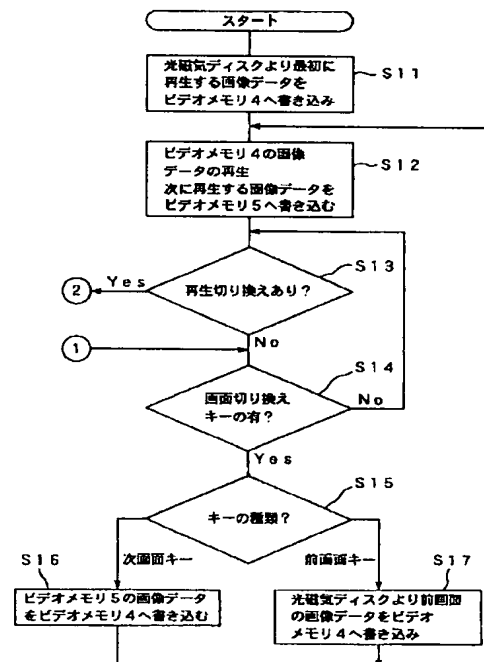 スタート
光磁気ディスクより最初に
再生する画像データを
ビデオメモリ4へ書き込み
S11
ビデオメモリ4の画像
データの再生
次に再生する画像データを
ビデオメモリ5へ書き込む
S12
再生切り換えあり?
S13
Yes
2
No
1
画面切り換え
キーの有?
S14
No
Yes
キーの種類?
S15
次画面キー
前画面キー
S16
ビデオメモリ5の画像データ
をビデオメモリ4へ書き込む
S17
光磁気ディスクより前画面
の画像データをビデオ
メモリ4へ書き込み